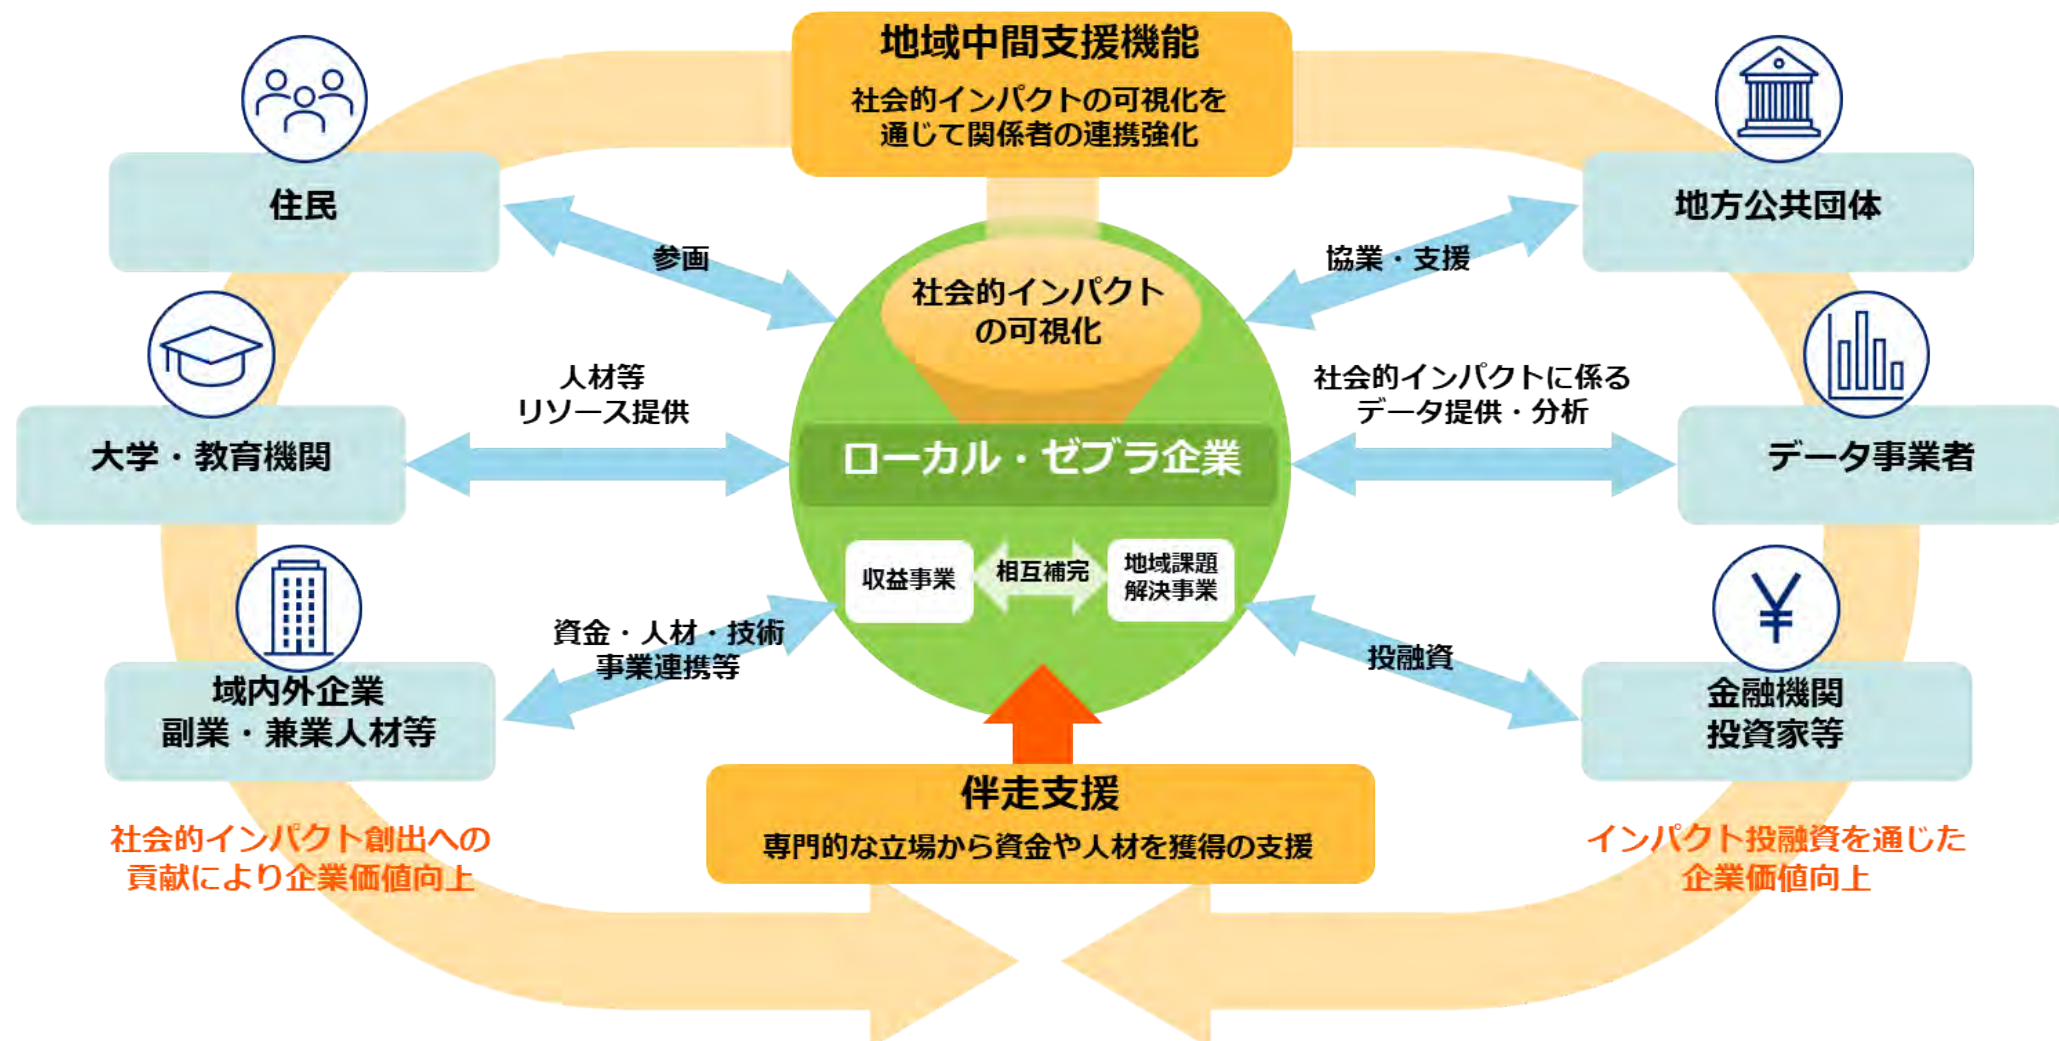 地域中間支援機能
社会的インパクトの可視化を
通じて関係者の連携強化
住民
地方公共団体
参画
協業・支援
社会的インパクト
の可視化
人材等
リソース提供
社会的インパクトに係る
データ提供・分析
大学・教育機関
ローカル・ゼブラ企業
データ事業者
収益事業
相互補完
地域課題
解決事業
資金・人材・技術
事業連携等
投融資
域内外企業
副業・兼業人材等
金融機関
投資家等
伴走支援
専門的な立場から資金や人材を獲得の支援
社会的インパクト創出への
貢献により企業価値向上
インパクト投融資を通じた
企業価値向上